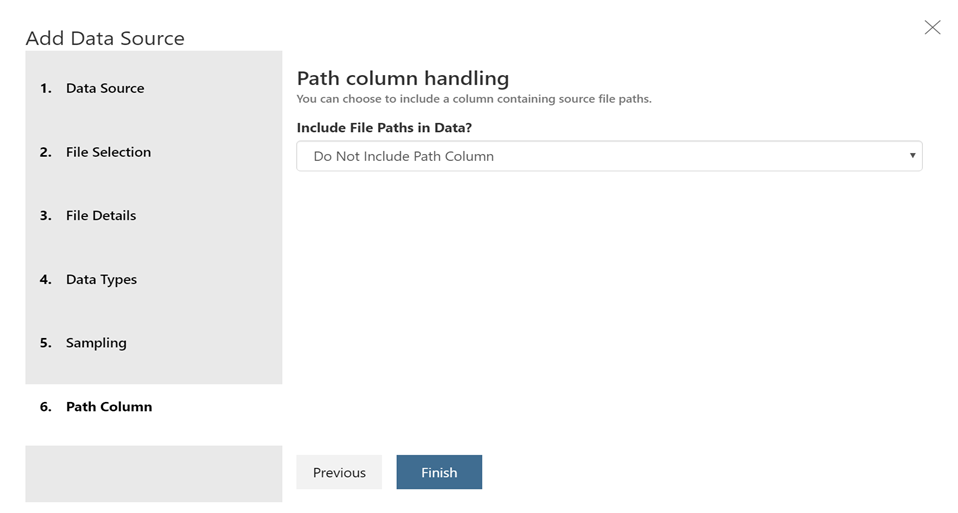 Add Data Source
1. Data Source
2. File Selection
3. File Details
4. Data Types
5. Sampling
6. Path Column
Path column handling
You can choose to include a column containing source file paths.
Include File Paths in Data?
Do Not Include Path Column
Previous
Finish